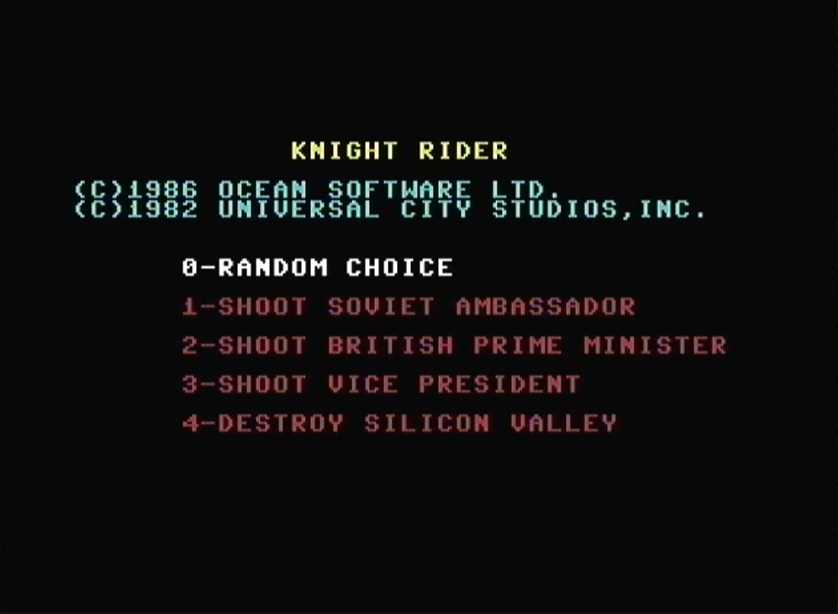 KNIGHT RIDER
(C)1986 OCEAN SOFTWARE LTD.
(C)1982 UNIVERSAL CITY STUDIOS,INC.
0-RANDOM CHOICE
1-SHOOT SOVIET AMBASSADOR
2-SHOOT BRITISH PRIME MINISTER
3-SHOOT VICE PRESIDENT
4-DESTROY SILICON VALLEY